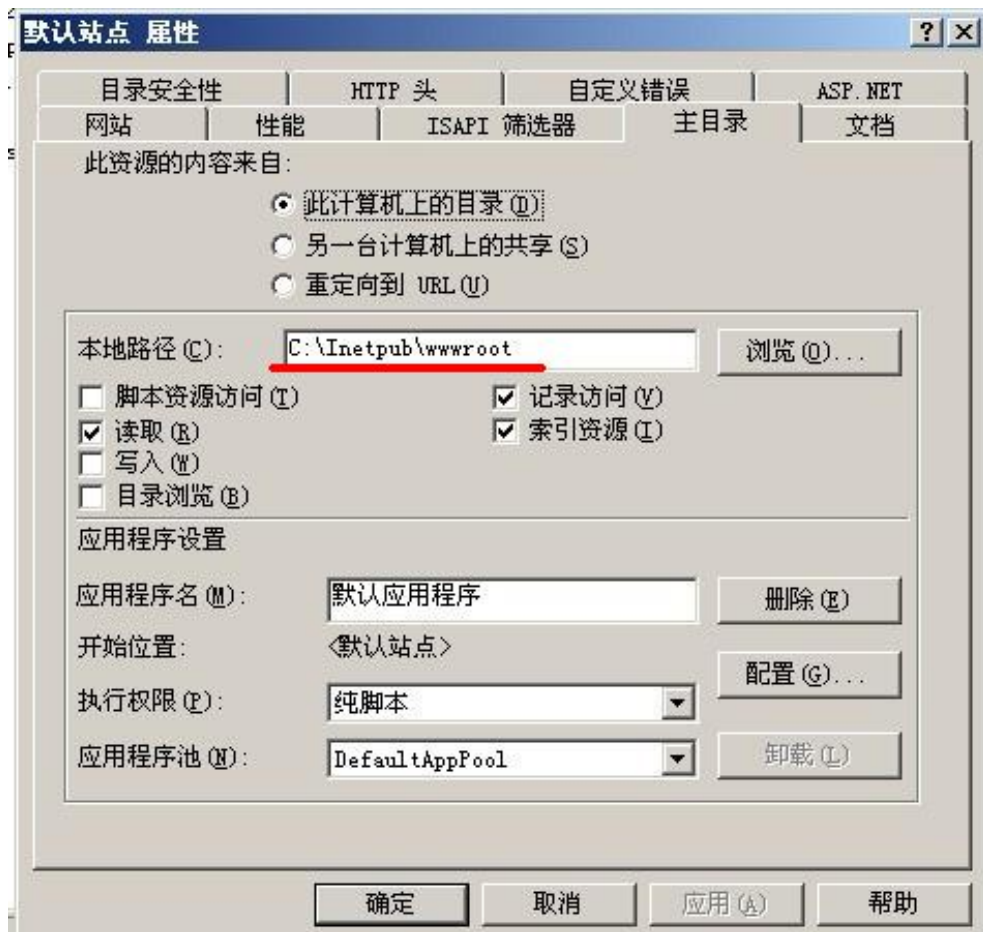 默认站点 属性
目录安全性 HTTP 头 自定义错误 ASP.NET
网站 性能 ISAPI 筛选器 主目录 文档
此资源的内容来自:
此计算机上的目录(D)
另一台计算机上的共享(S)
重定向到 URL(U)
本地路径(C): C:\Inetpub\wwwroot 浏览(O)...
脚本资源访问(T) 记录访问(V)
读取(R) 索引资源(I)
写入(W)
目录浏览(B)
应用程序设置
应用程序名(M): 默认应用程序 删除(E)
开始位置: <默认站点>
配置(G)...
执行权限(P): 纯脚本
应用程序池(N): DefaultAppPool 卸载(L)
确定 取消 应用(A) 帮助